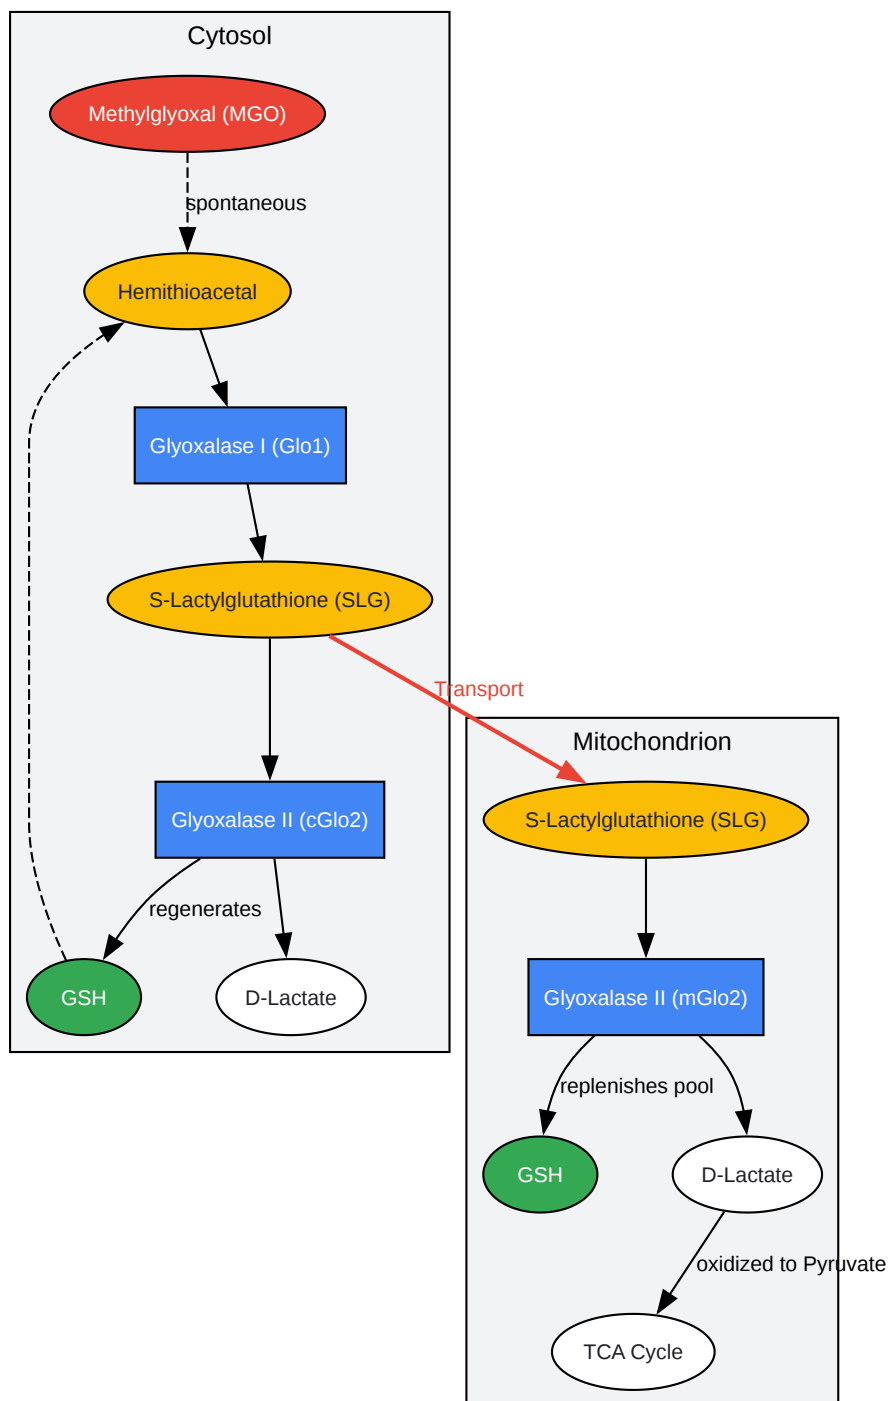 Cytosol
Methylglyoxal (MGO)
spontaneous
Hemithioacetal
Glyoxalase I (Glo1)
S-Lactylglutathione (SLG)
Transport
Glyoxalase II (cGlo2)
regenerates
GSH
D-Lactate
Mitochondrion
S-Lactylglutathione (SLG)
Glyoxalase II (mGlo2)
replenishes pool
GSH
D-Lactate
oxidized to Pyruvate
TCA Cycle